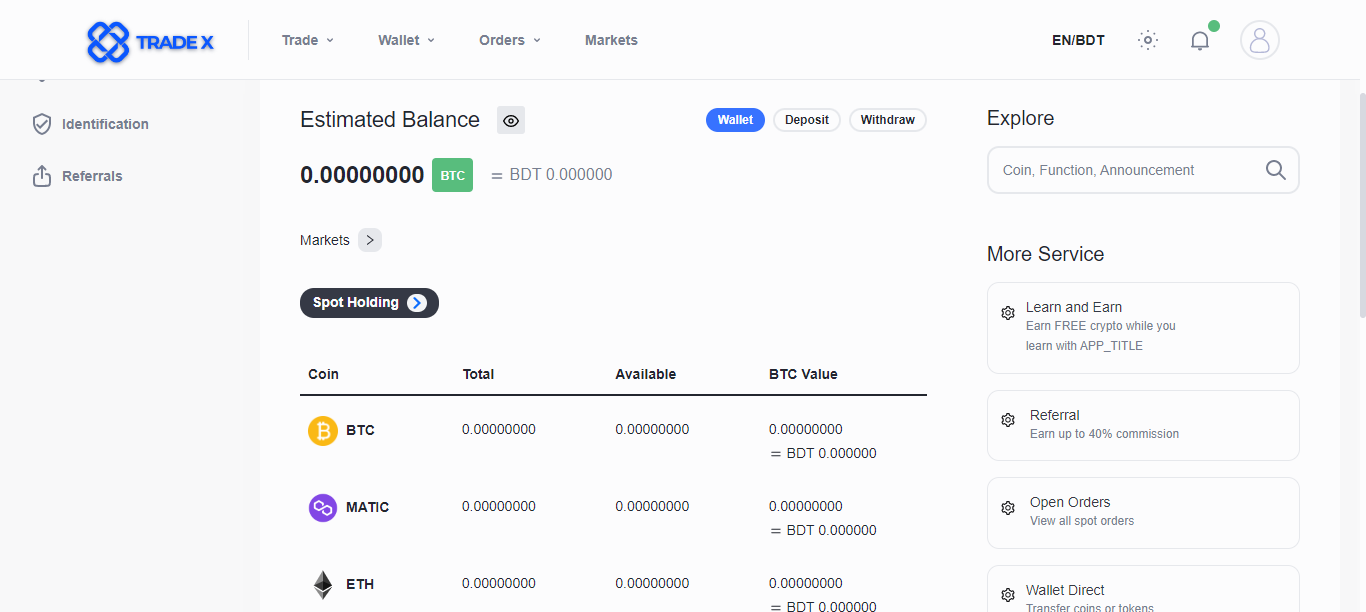 TRADE X
Trade
Wallet
Orders
Markets
EN/BDT
Identification
Referrals
Estimated Balance
Wallet
Deposit
Withdraw
0.00000000 BTC = BDT 0.000000
Markets
Spot Holding
Coin Total Available BTC Value
BTC 0.00000000 0.00000000 0.00000000
= BDT 0.000000
MATIC 0.00000000 0.00000000 0.00000000
= BDT 0.000000
ETH 0.00000000 0.00000000 0.00000000
= BDT 0.000000
Explore
Coin, Function, Announcement
More Service
Learn and Earn
Earn FREE crypto while you
learn with APP_TITLE
Referral
Earn up to 40% commission
Open Orders
View all spot orders
Wallet Direct
Transfer coins or tokens